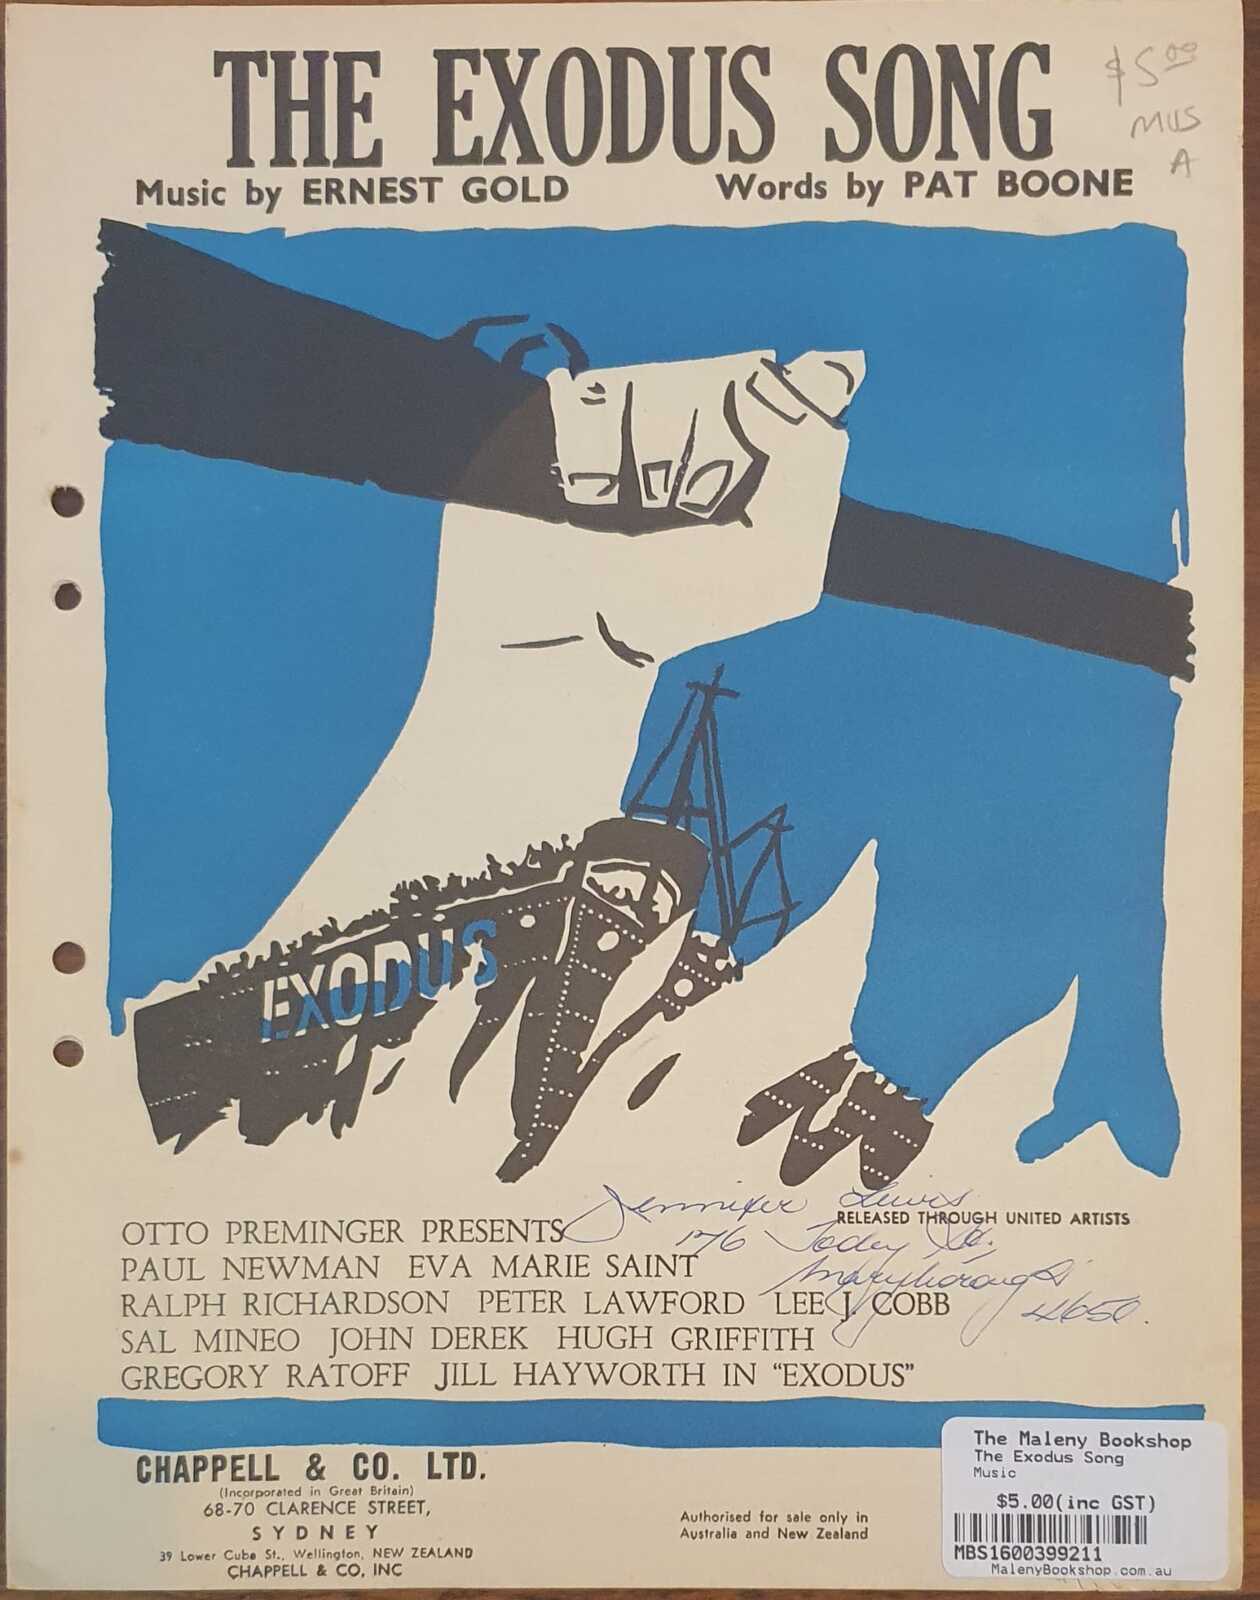 THE EXODUS SONG
$5.00
MUS
A
Music by ERNEST GOLD
Words by PAT BOONE
EXODUS
Jennifer Lewis
176
St.
Maryborough
4650.
RELEASED THROUGH UNITED ARTISTS
OTTO PREMINGER PRESENTS
PAUL NEWMAN EVA MARIE SAINT
RALPH RICHARDSON PETER LAWFORD LEE J. COBB
SAL MINEO JOHN DEREK HUGH GRIFFITH
GREGORY RATOFF JILL HAYWORTH IN "EXODUS"
CHAPPELL & CO. LTD.
(Incorporated in Great Britain)
68-70 CLARENCE STREET,
SYDNEY
39 Lower Cuba St., Wellington, NEW ZEALAND
CHAPPELL & CO, INC
Authorised for sale only in
Australia and New Zealand
The Maleny Bookshop
The Exodus Song
Music
$5.00(inc GST)
MBS1600399211
MalenyBookshop.com.au